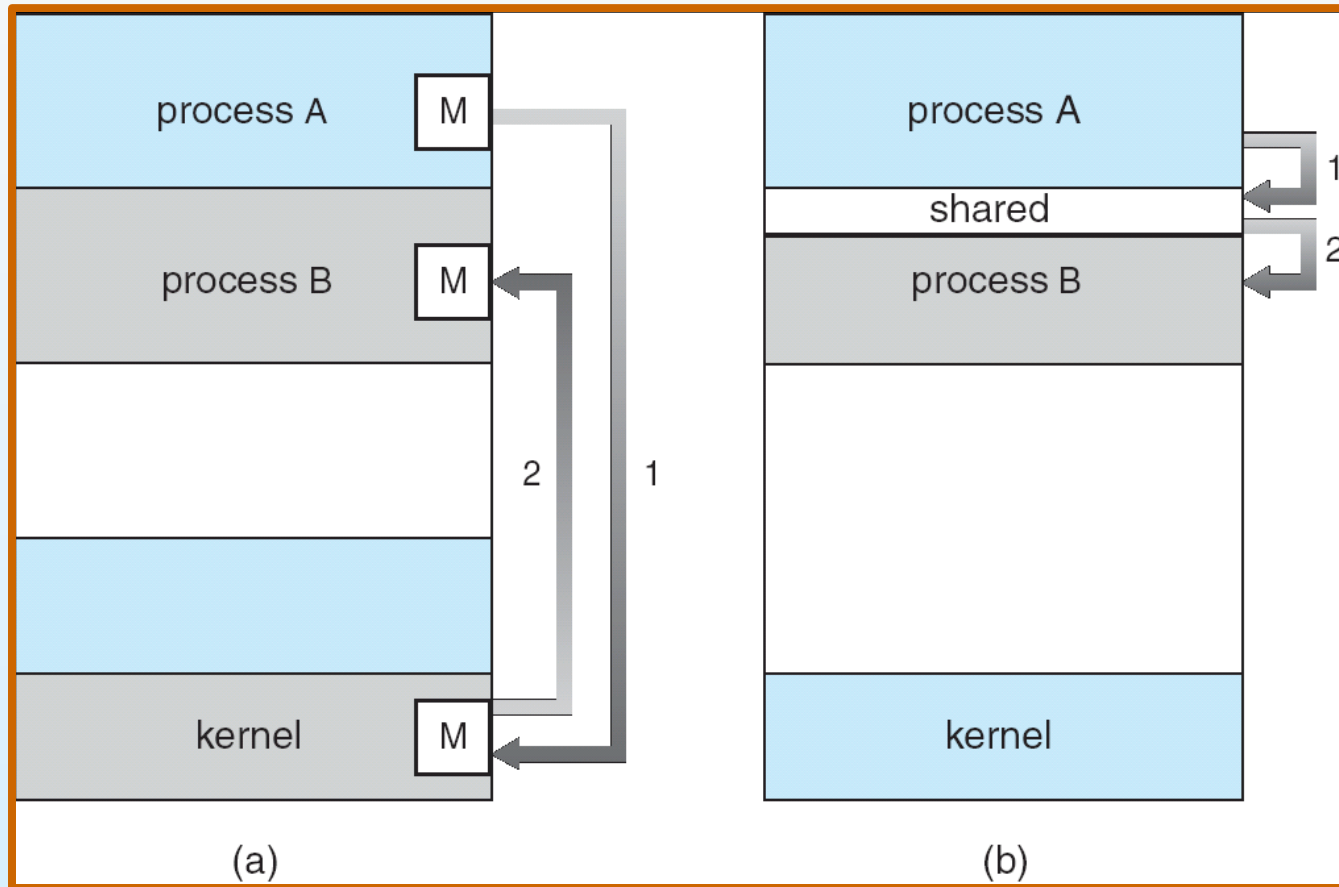 process A
M
process B
M
2
1
kernel
M
(a)
process A
1
shared
2
process B
kernel
(b)